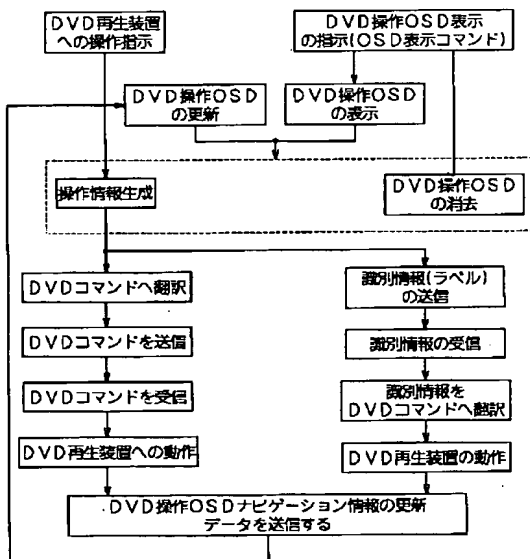 DVD再生装置
への操作指示
DVD操作OSD表示
の指示(OSD表示コマンド)
DVD操作OSD
の更新
DVD操作OSD
の表示
操作情報生成
DVD操作OSD
の消去
DVDコマンドへ翻訳
DVDコマンドを送信
DVDコマンドを受信
DVD再生装置への動作
識別情報(ラベル)
の送信
識別情報の受信
識別情報を
DVDコマンドへ翻訳
DVD再生装置の動作
DVD操作OSDナビゲーション情報の更新
データを送信する